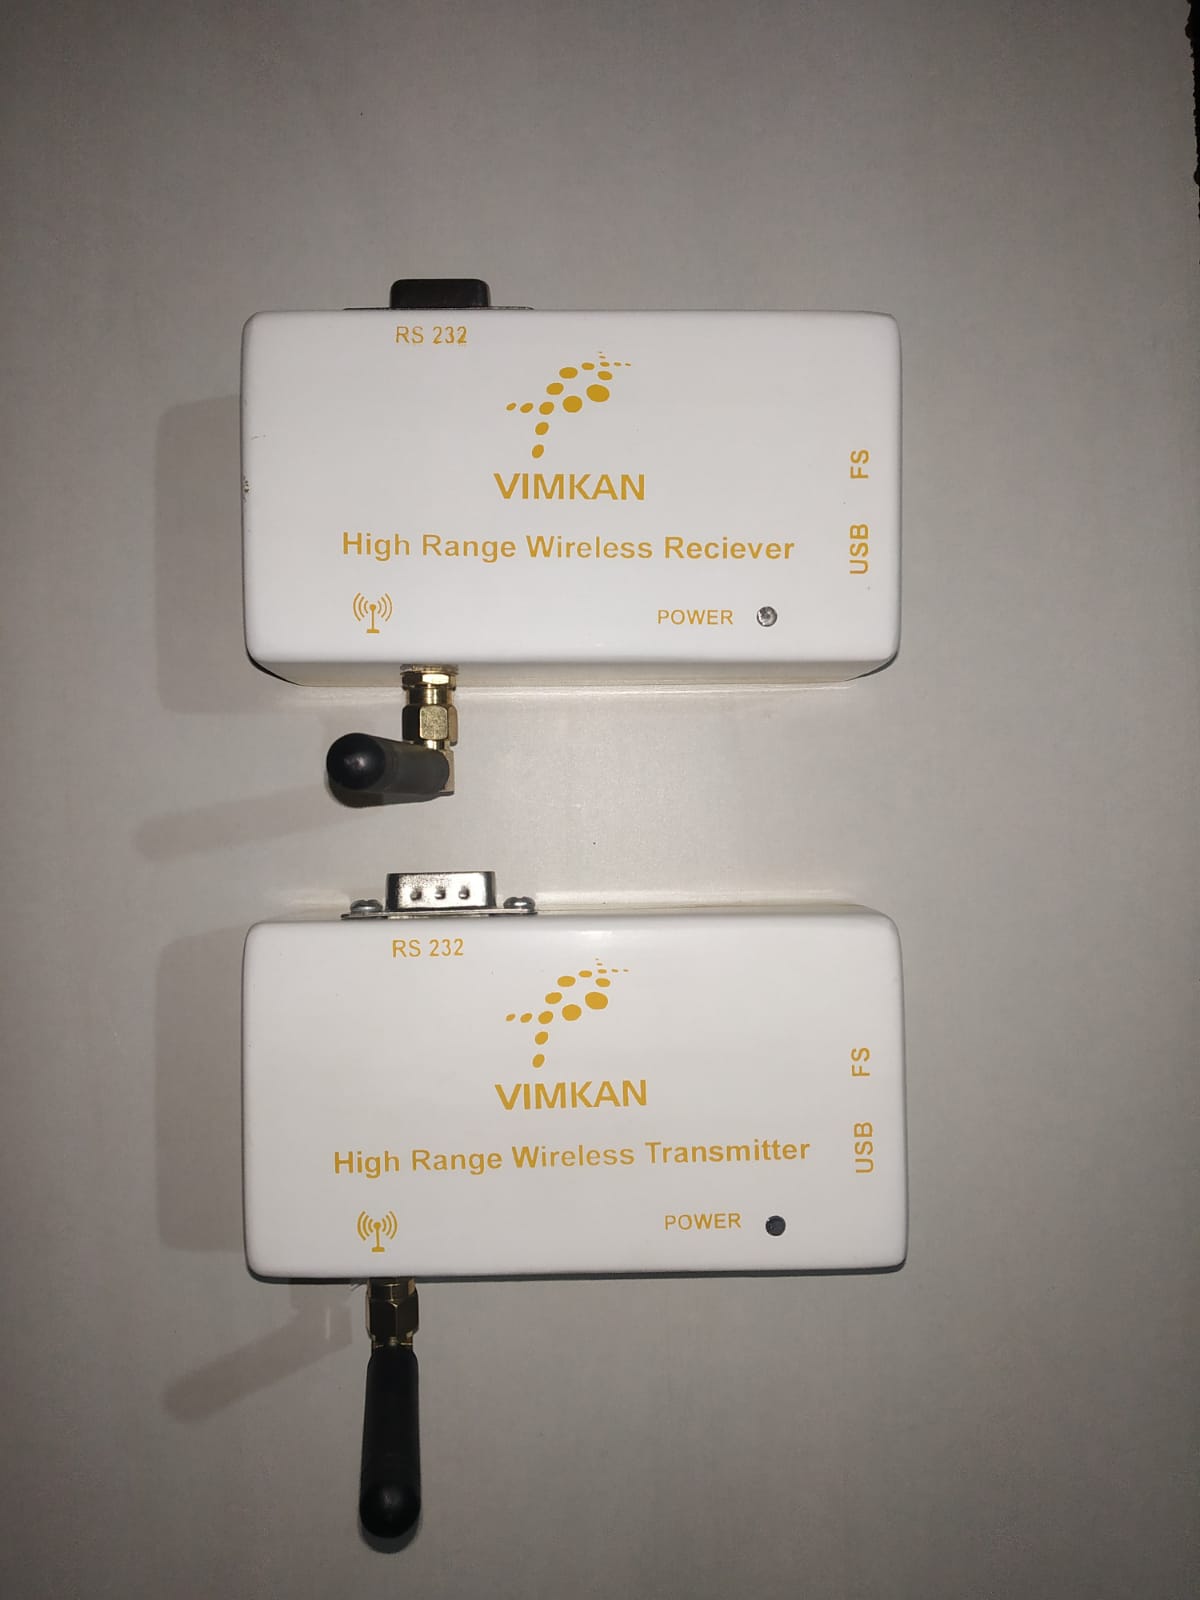 RS 232
VIMKAN
FS
USB
High Range Wireless Reciever
POWER
RS 232
VIMKAN
FS
USB
High Range Wireless Transmitter
POWER